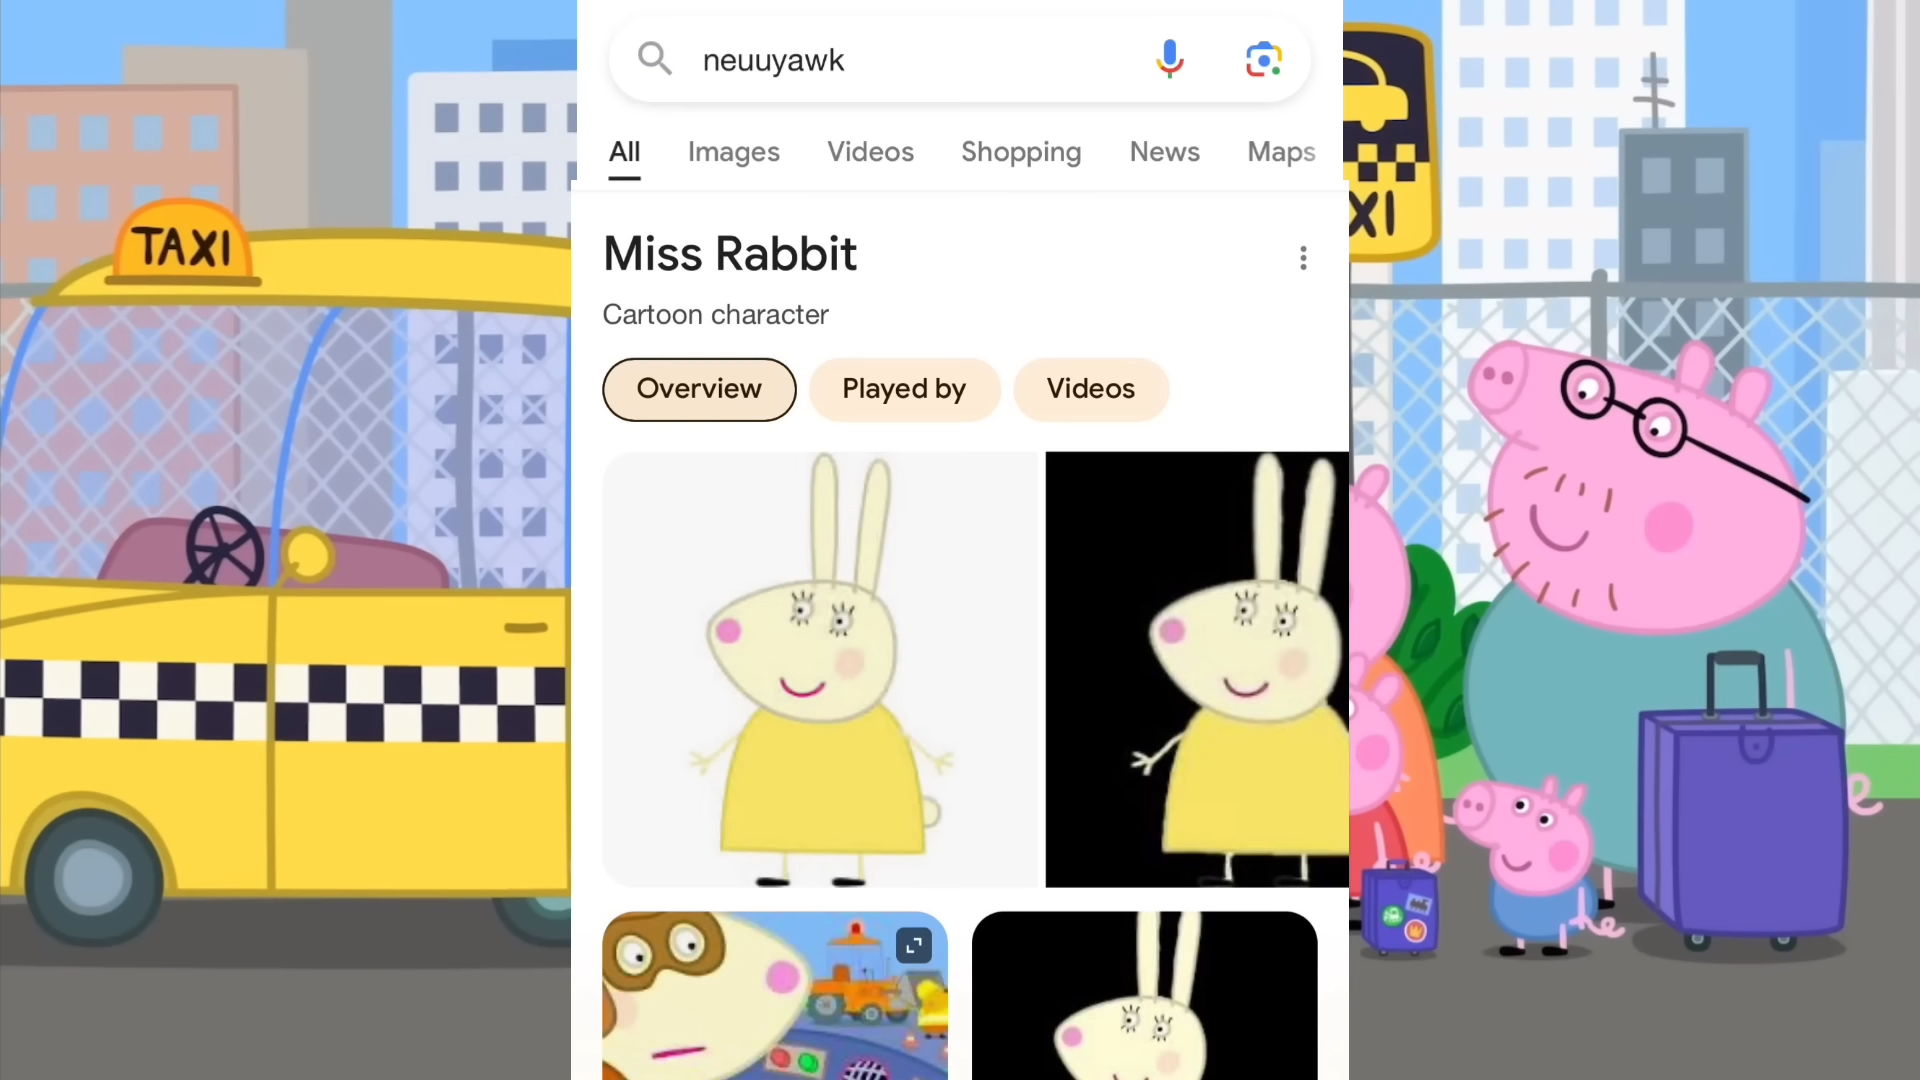 neuuyawk
All Images Videos Shopping News Maps
TAXI
XI
Miss Rabbit
Cartoon character
Overview Played by Videos